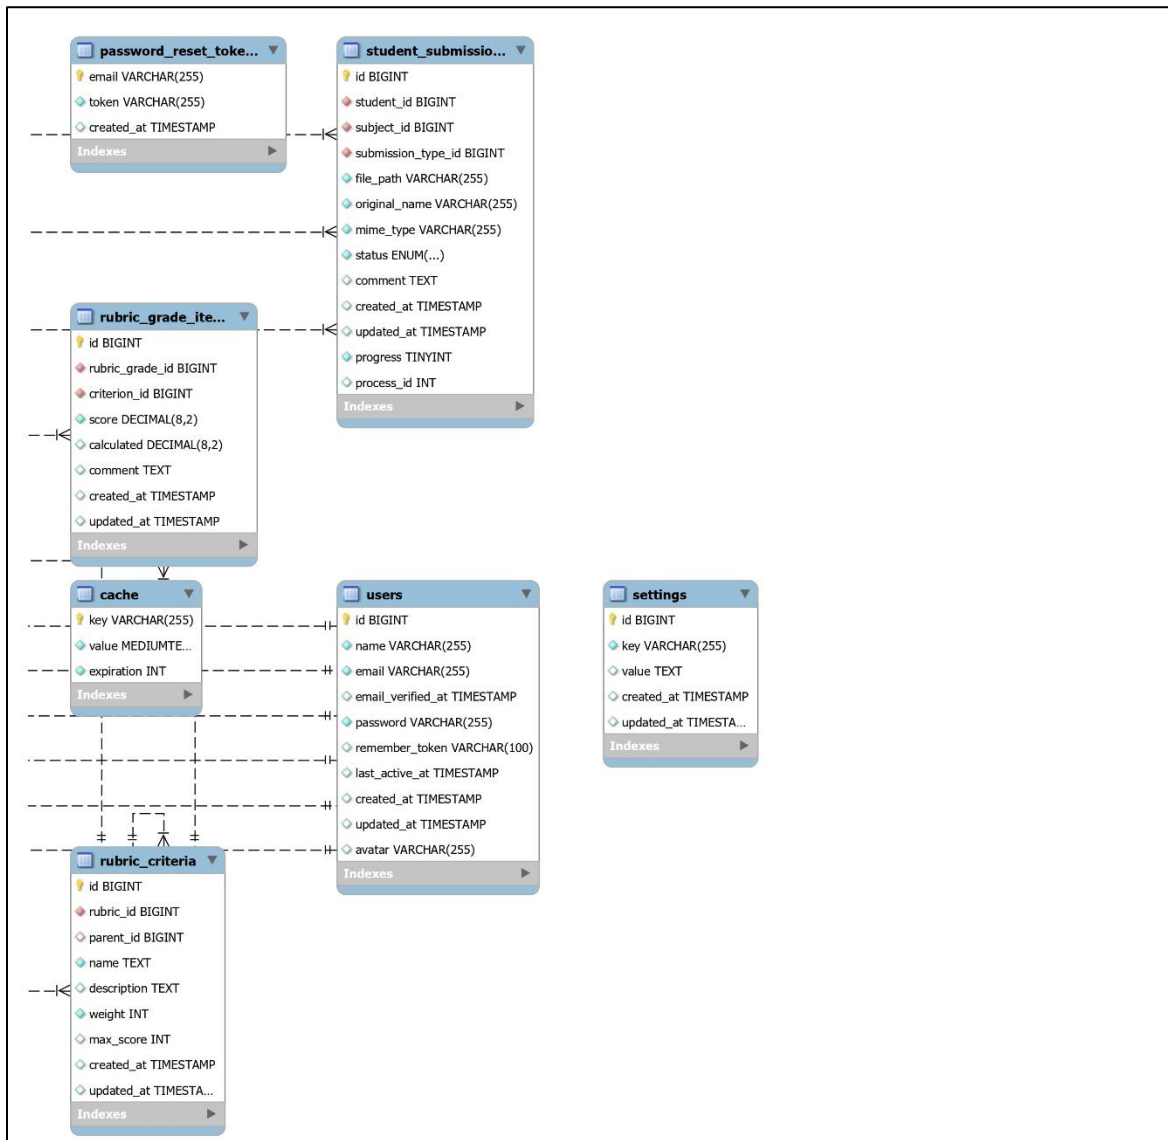 password_reset_toke...
email VARCHAR(255)
token VARCHAR(255)
created_at TIMESTAMP
Indexes
student_submissio...
id BIGINT
student_id BIGINT
subject_id BIGINT
submission_type_id BIGINT
file_path VARCHAR(255)
original_name VARCHAR(255)
mime_type VARCHAR(255)
status ENUM(...)
comment TEXT
created_at TIMESTAMP
updated_at TIMESTAMP
progress TINYINT
process_id INT
Indexes
rubric_grade_ite...
id BIGINT
rubric_grade_id BIGINT
criterion_id BIGINT
score DECIMAL(8,2)
calculated DECIMAL(8,2)
comment TEXT
created_at TIMESTAMP
updated_at TIMESTAMP
Indexes
cache
key VARCHAR(255)
value MEDIUMTE...
expiration INT
Indexes
users
id BIGINT
name VARCHAR(255)
email VARCHAR(255)
email_verified_at TIMESTAMP
password VARCHAR(255)
remember_token VARCHAR(100)
last_active_at TIMESTAMP
created_at TIMESTAMP
updated_at TIMESTAMP
avatar VARCHAR(255)
Indexes
settings
id BIGINT
key VARCHAR(255)
value TEXT
created_at TIMESTAMP
updated_at TIMESTA...
Indexes
rubric_criteria
id BIGINT
rubric_id BIGINT
parent_id BIGINT
name TEXT
description TEXT
weight INT
max_score INT
created_at TIMESTAMP
updated_at TIMESTA...
Indexes